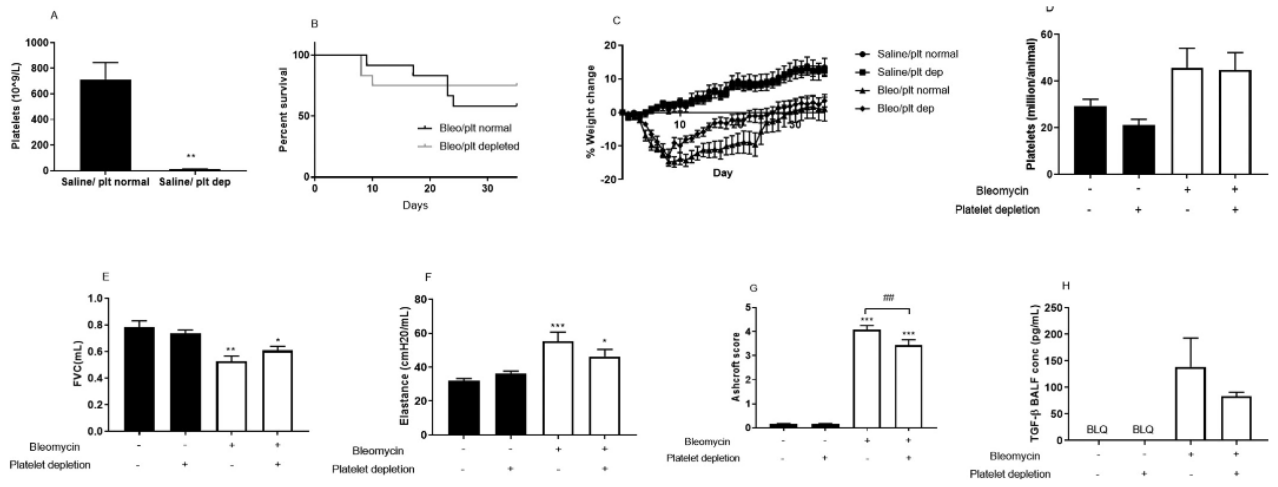 A
Platelets (10^9/L)
1000
800
600
400
200
0
**
Saline/ plt normal
Saline/ plt dep
B
Percent survival
100
50
0
0
10
20
30
Bleo/plt normal
Bleo/plt depleted
Days
C
% Weight change
20
10
0
-10
-20
10
Day
Saline/plt normal
Saline/plt dep
Bleo/plt normal
Bleo/plt dep
D
Platelets (million/animal)
60
40
20
0
Bleomycin - - + +
Platelet depletion - + - +
E
FVC(mL)
1.0
0.8
0.6
0.4
0.2
0.0
** *
Bleomycin - - + +
Platelet depletion - + - +
F
Elastance (cmH20/mL)
60
40
20
0
*** *
Bleomycin - - + +
Platelet depletion - + - +
G
Ashcroft score
5
4
3
2
1
0
##
*** ***
Bleomycin - - + +
Platelet depletion - + - +
H
TGF-β BALF conc (pg/mL)
250
200
150
100
50
0
BLQ BLQ
Bleomycin - - + +
Platelet depletion - + - +